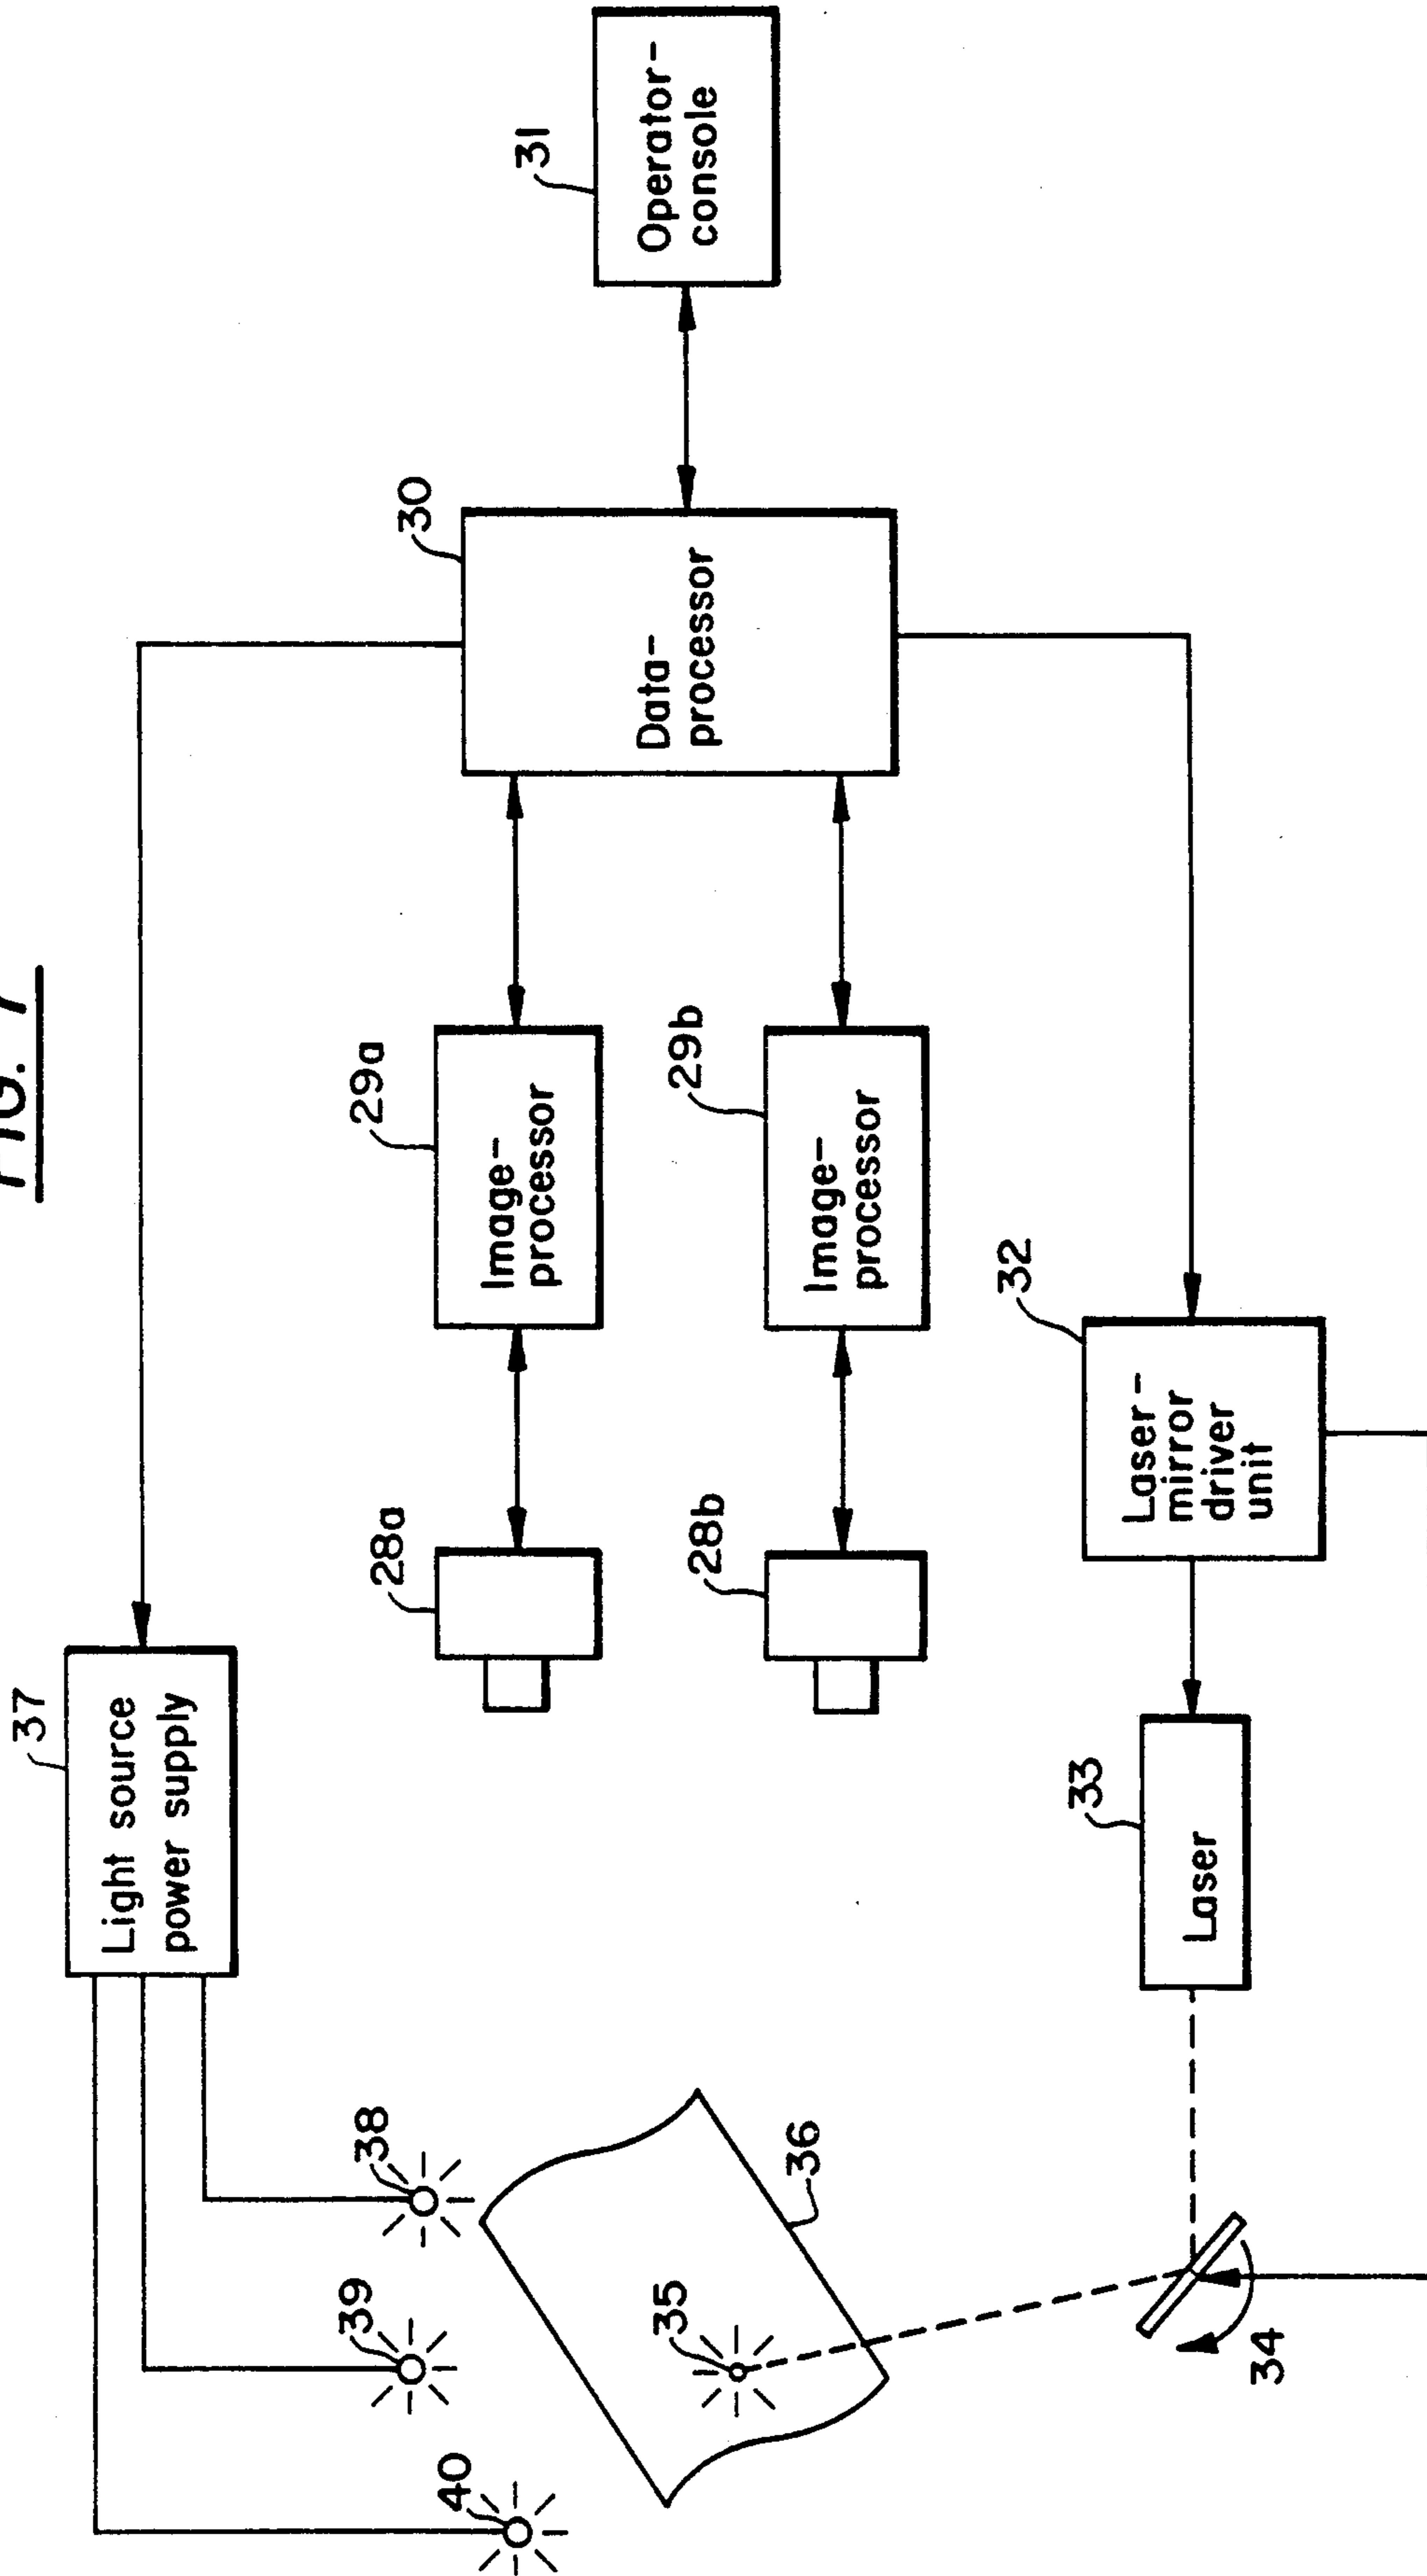 FIG. 7
37
Light source
power supply
40
39
38
28a
29a
Image-
processor
30
Data-
processor
31
Operator-
console
35
36
28b
29b
Image-
processor
32
Laser-
mirror
driver
unit
33
Laser
34